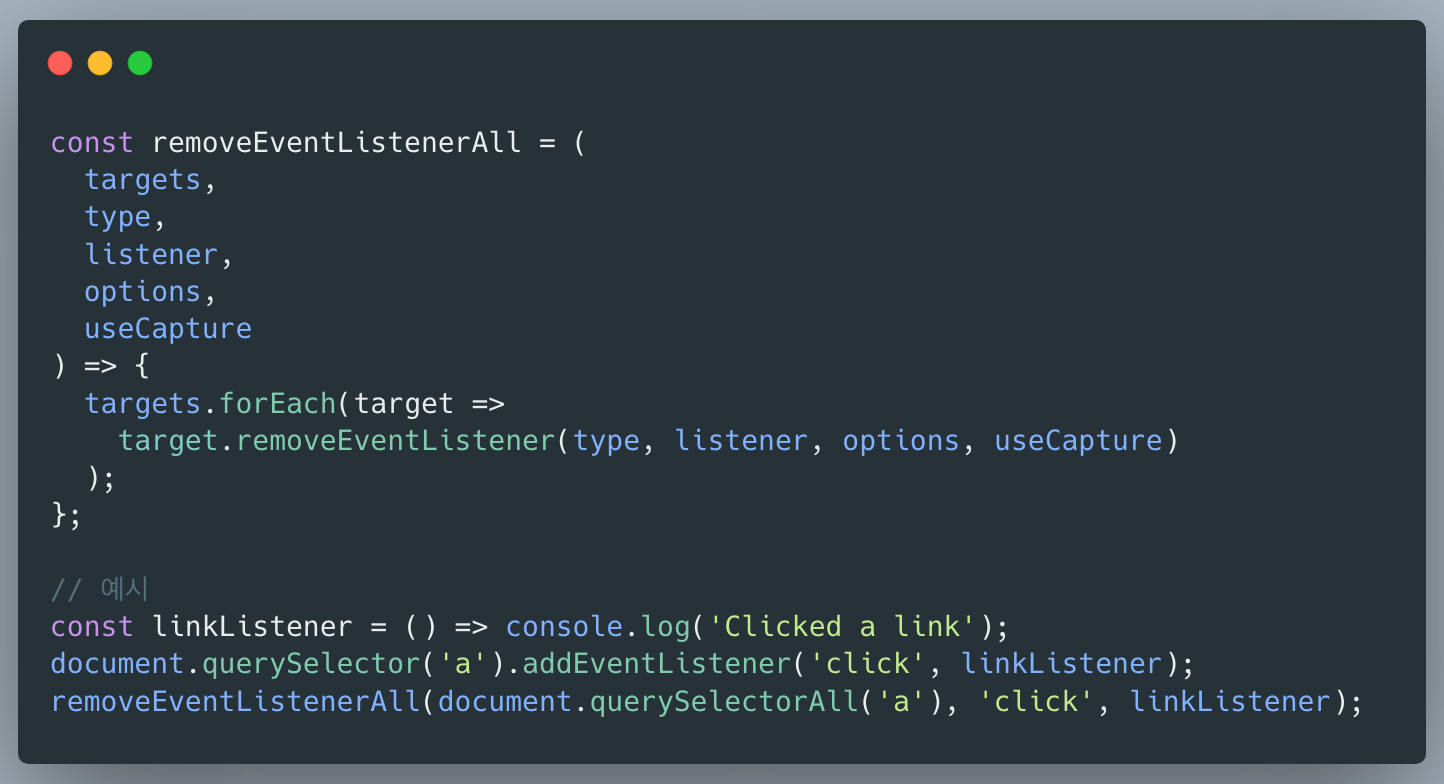 const removeEventListenerAll = (
  targets,
  type,
  listener,
  options,
  useCapture
) => {
  targets.forEach(target =>
    target.removeEventListener(type, listener, options, useCapture)
  );
};

// 예시
const linkListener = () => console.log('Clicked a link');
document.querySelector('a').addEventListener('click', linkListener);
removeEventListenerAll(document.querySelectorAll('a'), 'click', linkListener);